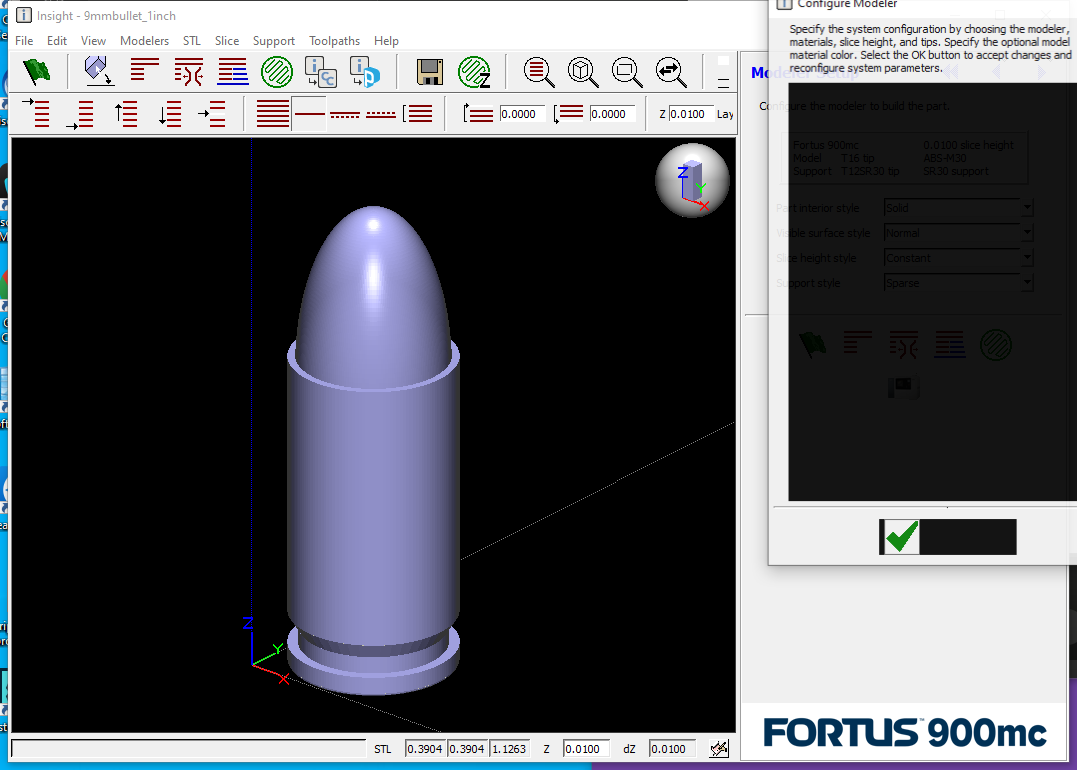 Insight - 9mmbullet_1inch
File Edit View Modelers STL Slice Support Toolpaths Help
0.0000 0.0000 Z 0.0100 Lay
Z
Y
X
Z
Y
X
STL 0.3904 0.3904 1.1263 Z 0.0100 dZ 0.0100
Configure Modeler
Specify the system configuration by choosing the modeler,
materials, slice height, and tips. Specify the optional model
material color. Select the OK button to accept changes and
reconfigure system parameters.
Modeler Setup
Configure the modeler to build the part.
Fortus 900mc 0.0100 slice height
Model T16 tip ABS-M30
Support T12SR30 tip SR30 support
Part interior style Solid
Visible surface style Normal
Slice height style Constant
Support style Sparse
FORTUS 900mc